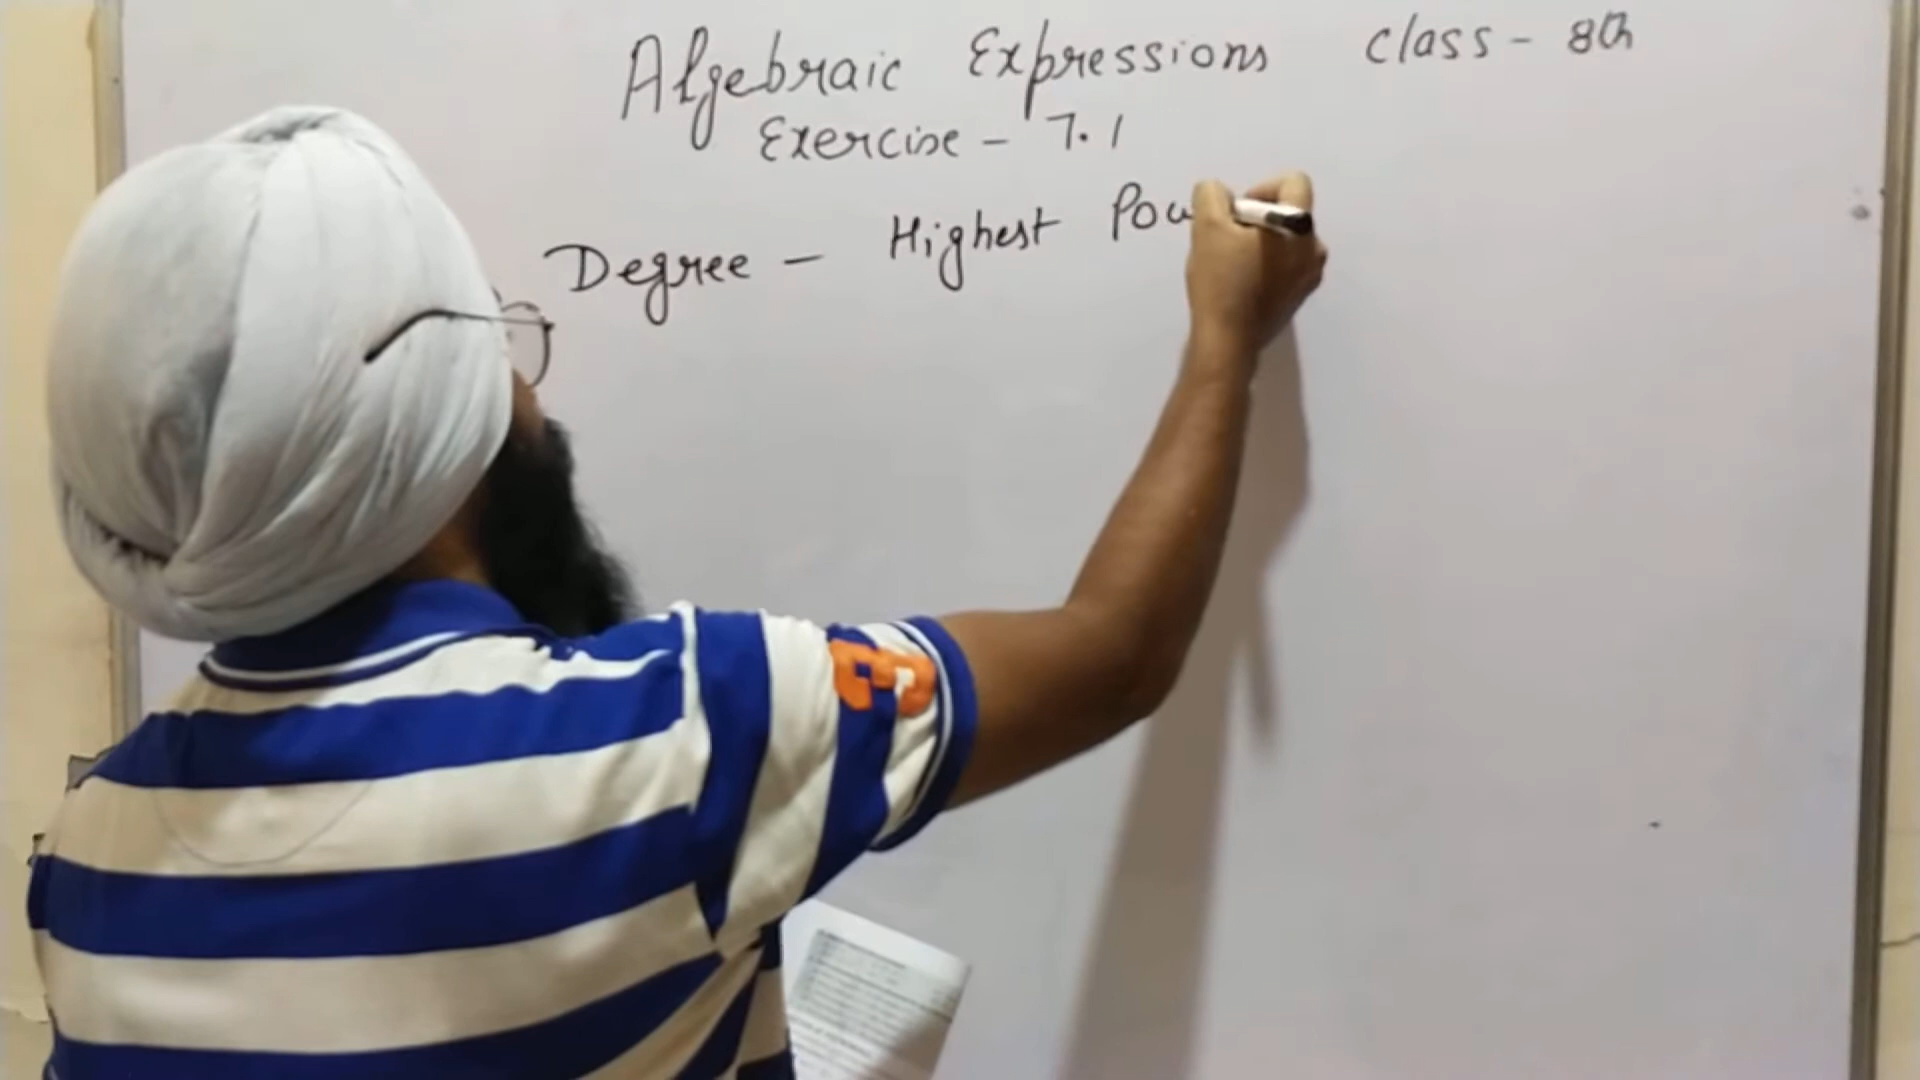 Algebraic Expressions class - 8th
Exercise - 7.1
Degree - Highest Pow